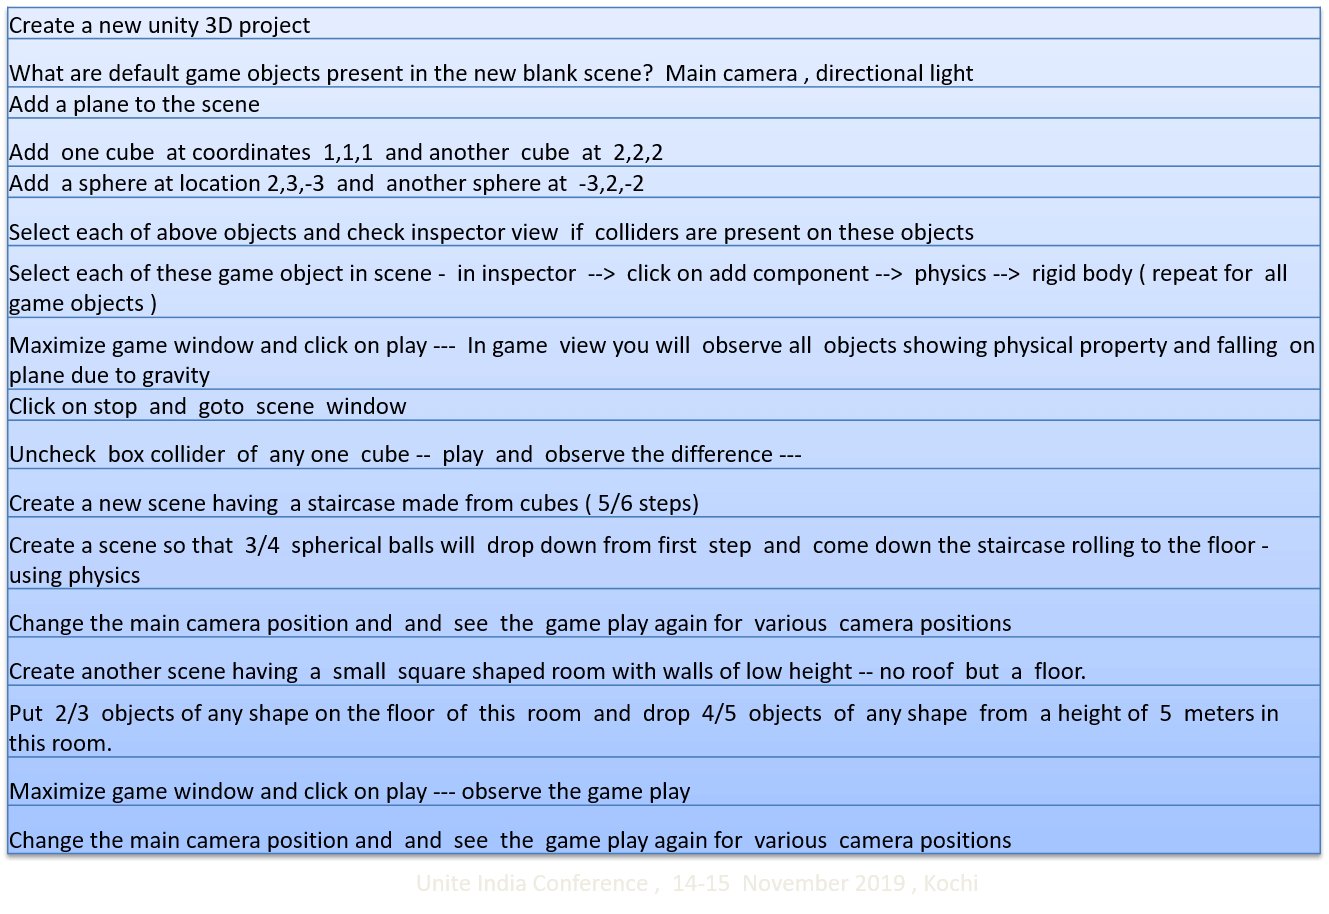 Create a new unity 3D project
What are default game objects present in the new blank scene?  Main camera , directional light
Add a plane to the scene
Add  one cube  at coordinates  1,1,1  and another  cube  at  2,2,2
Add  a sphere at location 2,3,-3  and  another sphere at  -3,2,-2
Select each of above objects and check inspector view  if  colliders are present on these objects
Select each of these game object in scene -  in inspector  -->  click on add component -->  physics -->  rigid body ( repeat for  all
game objects )
Maximize game window and click on play ---  In game  view you will  observe all  objects showing physical property and falling  on
plane due to gravity
Click on stop  and  goto  scene  window
Uncheck  box collider  of  any one  cube --  play  and  observe the difference ---
Create a new scene having  a staircase made from cubes ( 5/6 steps)
Create a scene so that  3/4  spherical balls will  drop down from first  step  and  come down the staircase rolling to the floor -
using physics
Change the main camera position and  and  see  the  game play again for  various  camera positions
Create another scene having  a  small  square shaped room with walls of low height -- no roof  but  a  floor.
Put  2/3  objects of any shape on the floor  of  this  room  and  drop  4/5  objects  of  any shape  from  a height of  5  meters in
this room.
Maximize game window and click on play --- observe the game play
Change the main camera position and  and  see  the  game play again for  various  camera positions
Unite India Conference ,  14-15  November 2019 , Kochi